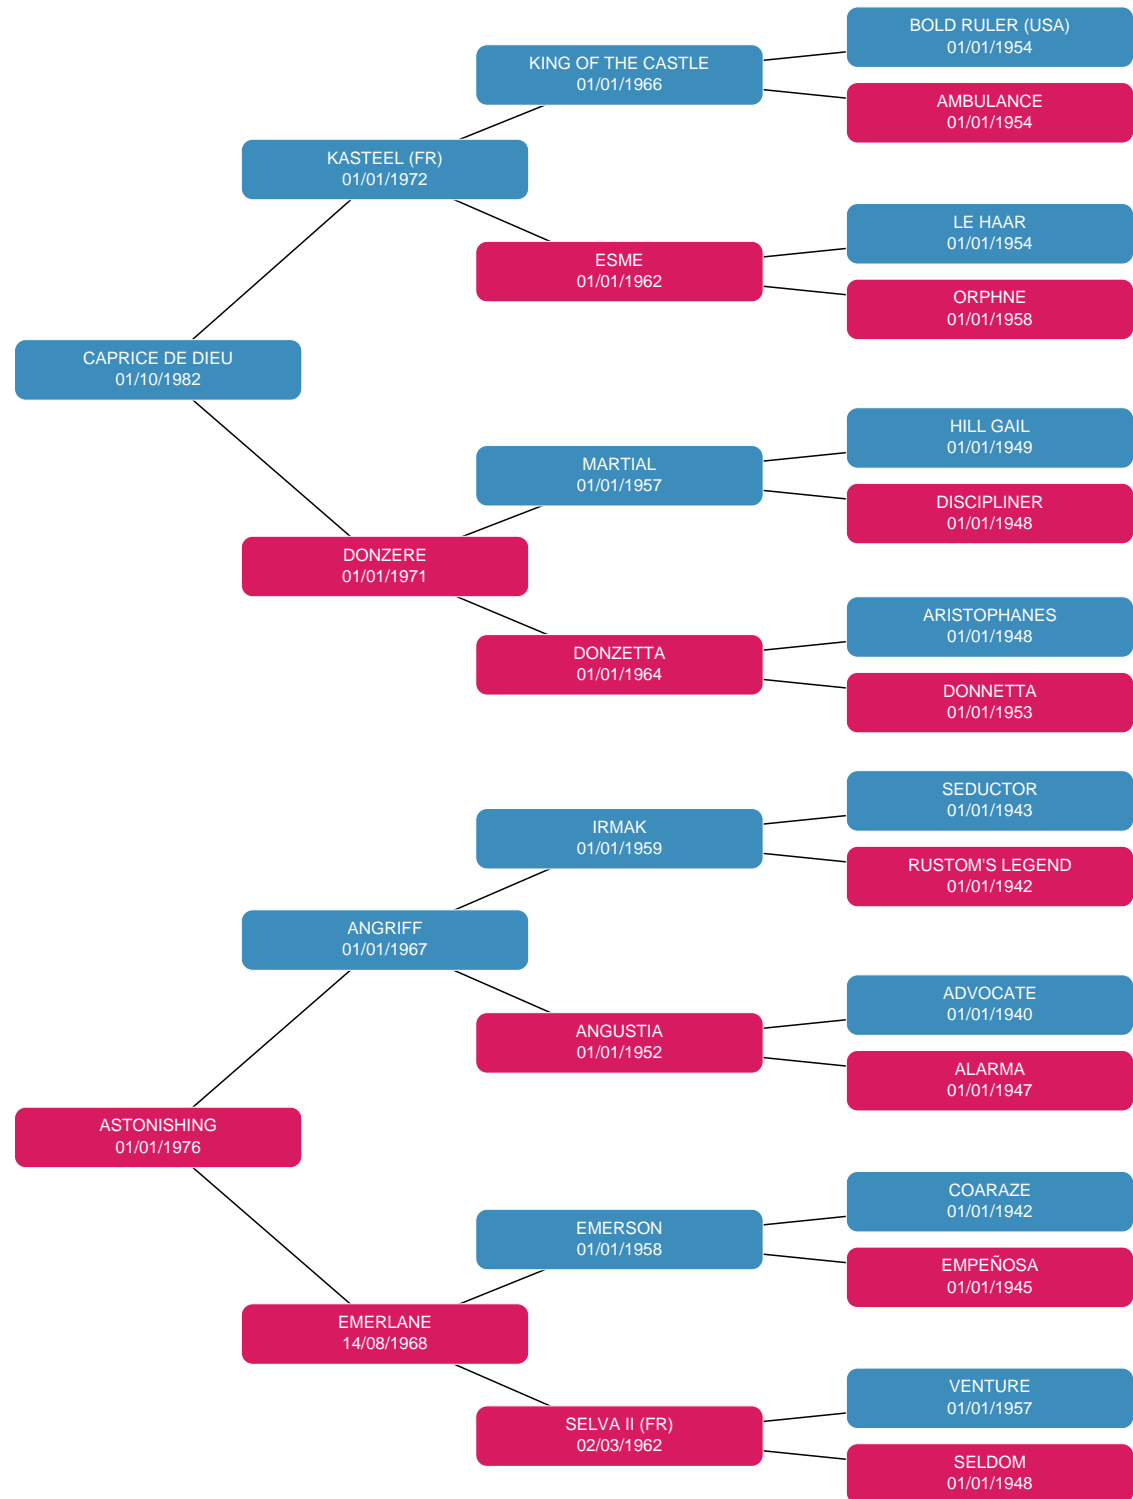 BOLD RULER (USA)
01/01/1954
KING OF THE CASTLE
01/01/1966
AMBULANCE
01/01/1954
KASTEEL (FR)
01/01/1972
LE HAAR
01/01/1954
ESME
01/01/1962
ORPHNE
01/01/1958
CAPRICE DE DIEU
01/10/1982
HILL GAIL
01/01/1949
MARTIAL
01/01/1957
DISCIPLINER
01/01/1948
DONZERE
01/01/1971
ARISTOPHANES
01/01/1948
DONZETTA
01/01/1964
DONNETTA
01/01/1953
SEDUCTOR
01/01/1943
IRMAK
01/01/1959
RUSTOM'S LEGEND
01/01/1942
ANGRIFF
01/01/1967
ADVOCATE
01/01/1940
ANGUSTIA
01/01/1952
ALARMA
01/01/1947
ASTONISHING
01/01/1976
COARAZE
01/01/1942
EMERSON
01/01/1958
EMPEÑOSA
01/01/1945
EMERLANE
14/08/1968
VENTURE
01/01/1957
SELVA II (FR)
02/03/1962
SELDOM
01/01/1948